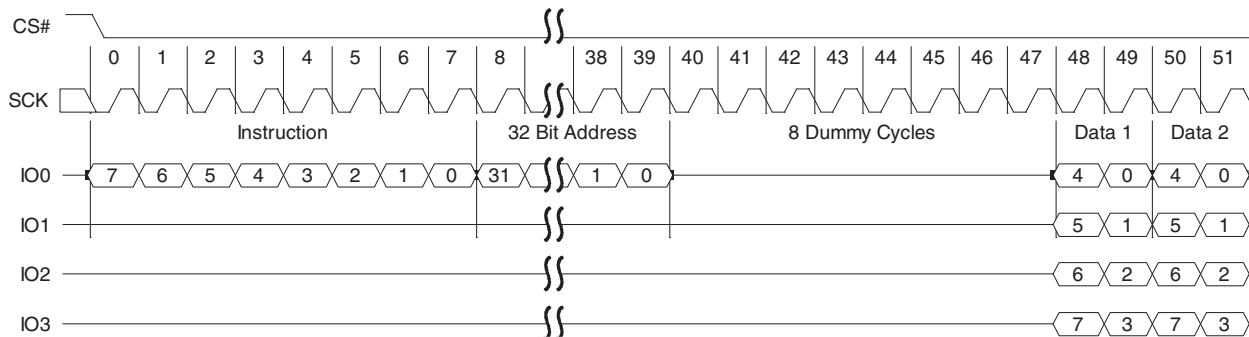 CS#
0 1 2 3 4 5 6 7 8 38 39 40 41 42 43 44 45 46 47 48 49 50 51
SCK
Instruction 32 Bit Address 8 Dummy Cycles Data 1 Data 2
IO0 7 6 5 4 3 2 1 0 31 1 0 4 0 4 0
IO1 5 1 5 1
IO2 6 2 6 2
IO3 7 3 7 3